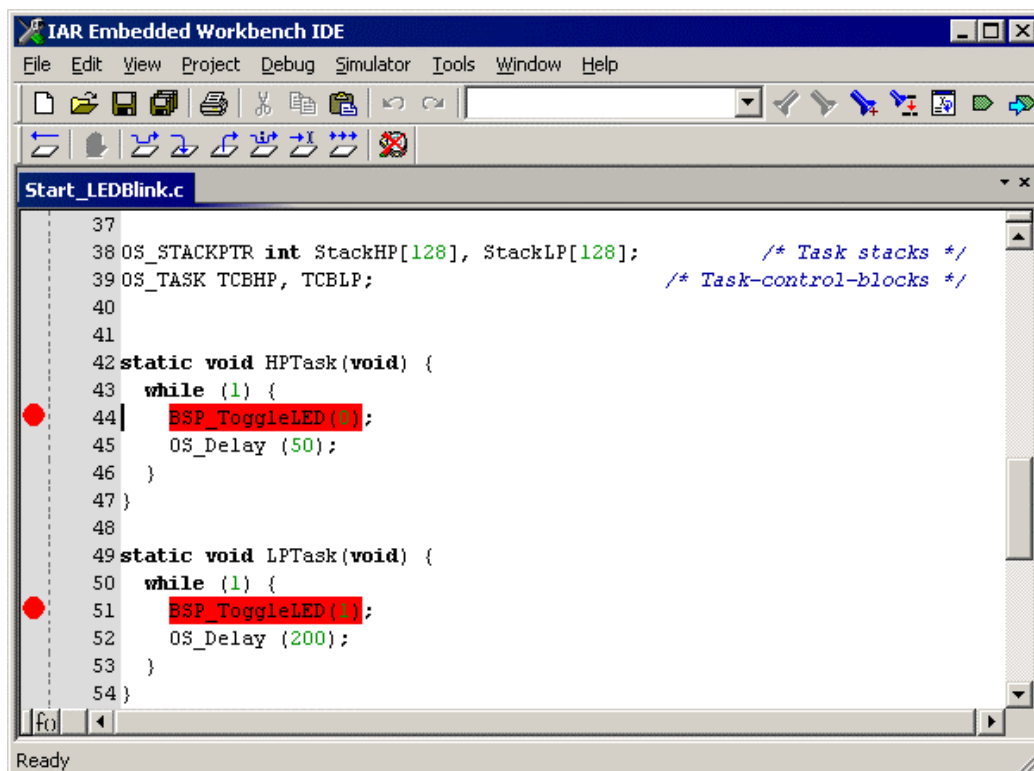 IAR Embedded Workbench IDE
File Edit View Project Debug Simulator Tools Window Help
Start_LEDBlink.c
37
38 OS_STACKPTR int StackHP[128], StackLP[128]; /* Task stacks */
39 OS_TASK TCBHP, TCBLP; /* Task-control-blocks */
40
41
42 static void HPTask(void) {
43 while (1) {
44 BSP_ToggleLED(0);
45 OS_Delay (50);
46 }
47 }
48
49 static void LPTask(void) {
50 while (1) {
51 BSP_ToggleLED(1);
52 OS_Delay (200);
53 }
54 }
Ready